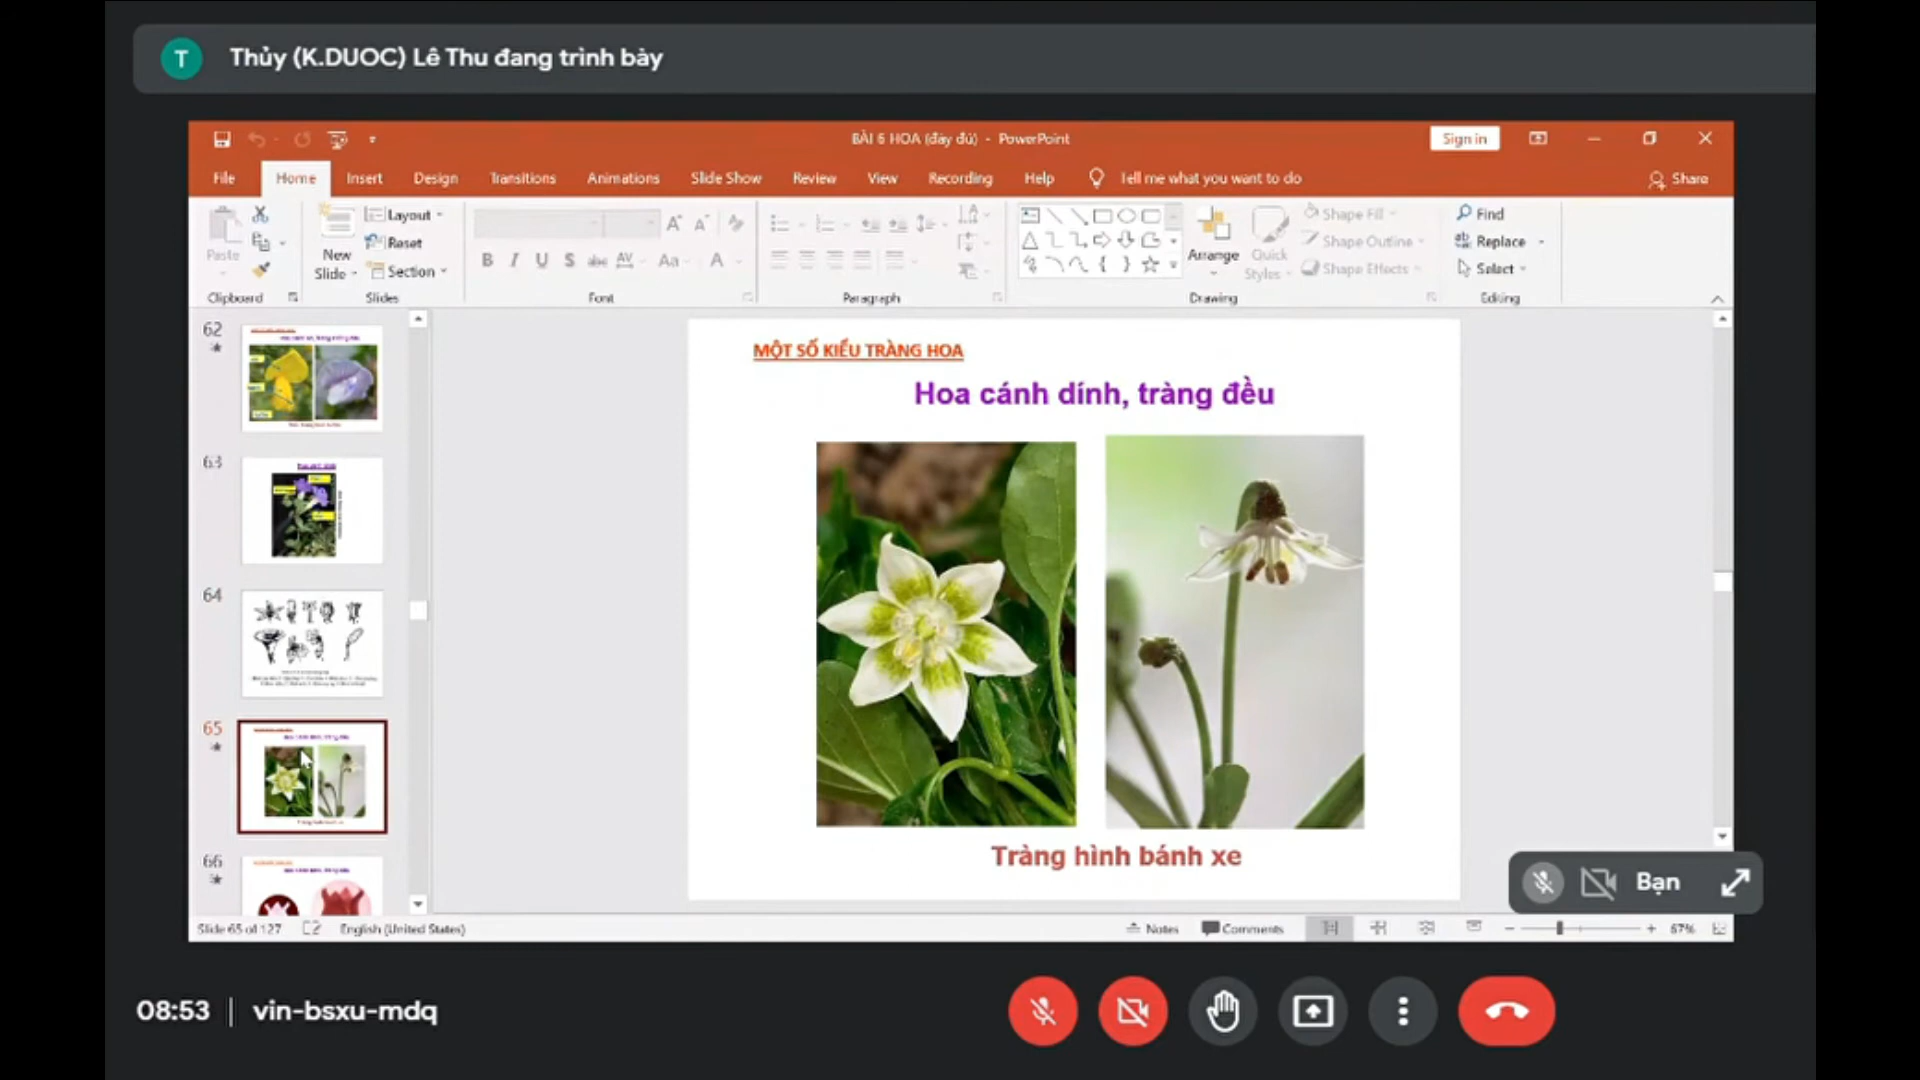 T
Thủy (K.DUOC) Lê Thu đang trình bày
BÀI 6 HOA (đầy đủ) - PowerPoint
Sign in
File Home Insert Design Transitions Animations Slide Show Review View Recording Help Tell me what you want to do
Share
Paste
New Slide
Layout
Reset
Section
B I U S abc AV Aa A
Arrange
Quick Styles
Shape Fill
Shape Outline
Shape Effects
Find
Replace
Select
Clipboard Slides Font Paragraph Drawing Editing
62
63
64
65
66
MỘT SỐ KIỂU TRÀNG HOA
Hoa cánh dính, tràng đều
Tràng hình bánh xe
Bạn
Slide 65 of 127 English (United States) Notes Comments 67%
08:53 | vin-bsxu-mdq